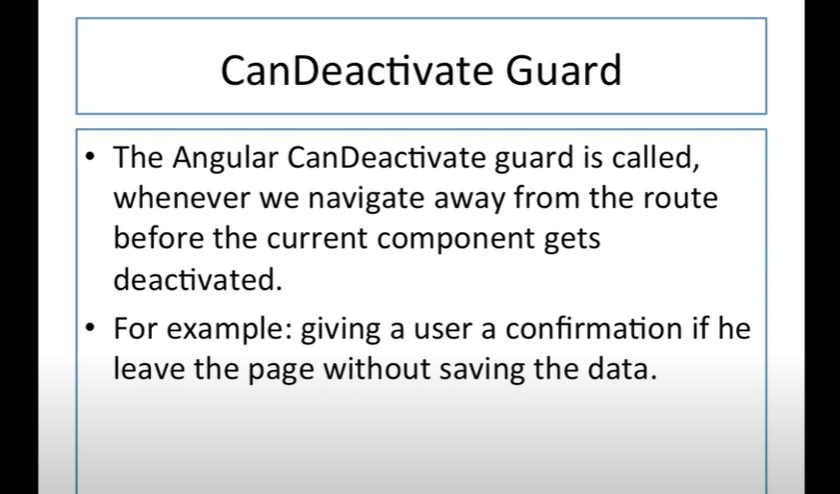 CanDeactivate Guard
• The Angular CanDeactivate guard is called,
whenever we navigate away from the route
before the current component gets
deactivated.
• For example: giving a user a confirmation if he
leave the page without saving the data.